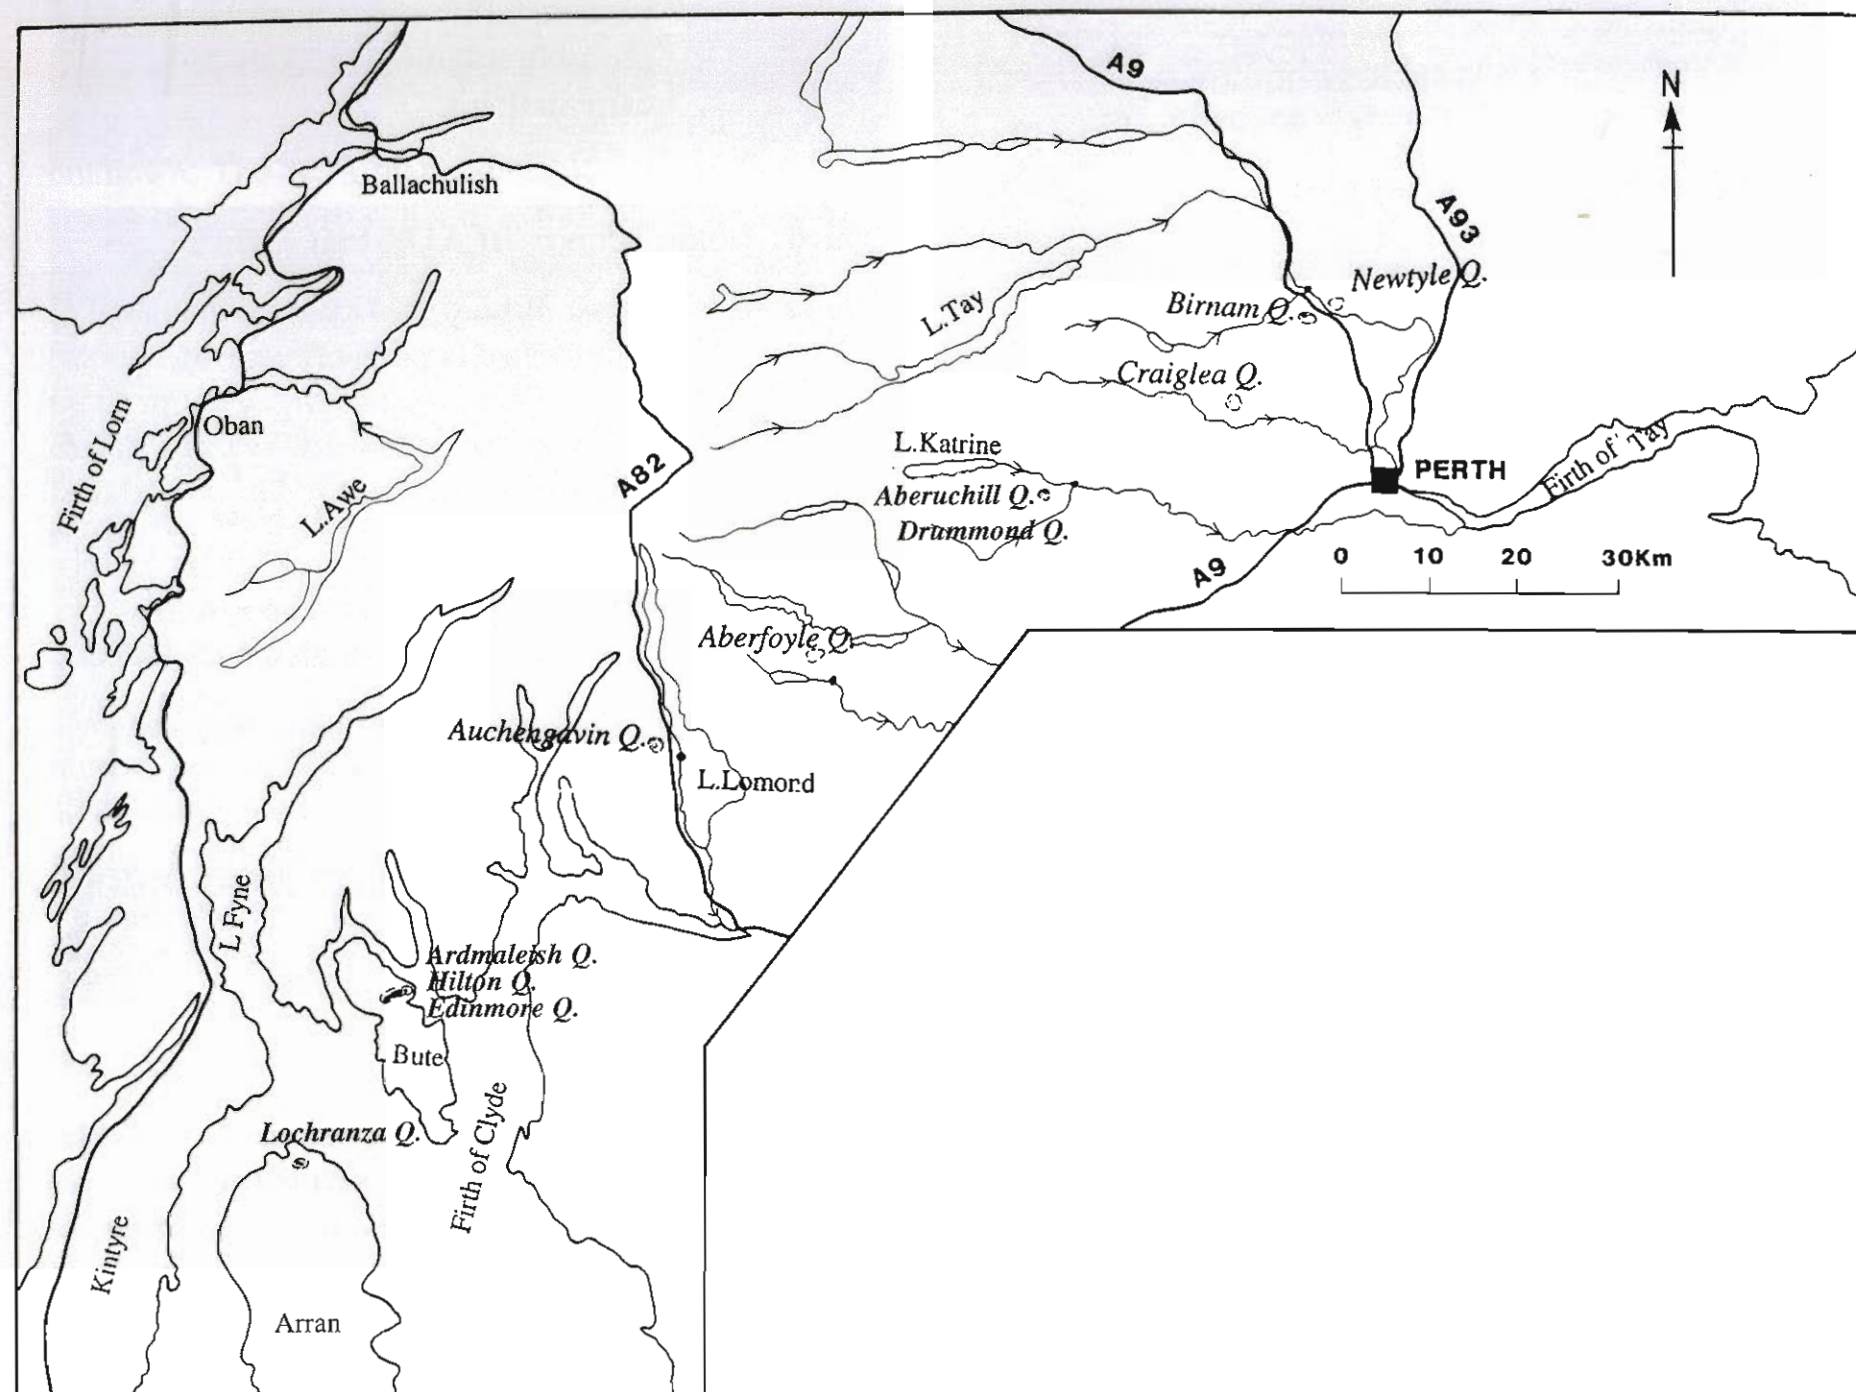 A9
N
Ballachulish
A93
Newtyle Q.
Birnam Q.
L.Tay
Craiglea Q.
Oban
Firth of Lorn
L.Katrine
A82
PERTH
Firth of Tay
Aberuchill Q.
L.Awe
Drummond Q.
0 10 20 30Km
A9
Aberfoyle Q.
Auchengavin Q.
L.Lomord
L Fyne
Ardmaleish Q.
Hilton Q.
Edinmore Q.
Bute
Firth of Clyde
Lochranza Q.
Kintyre
Arran